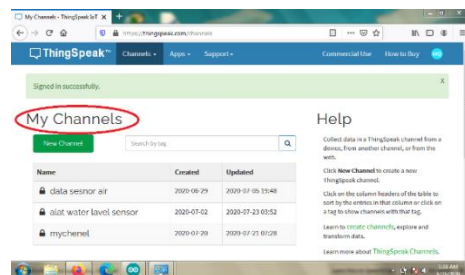 My Channels - ThingSpeak IoT
https://thingspeak.com/channels
ThingSpeak™ Channels Apps Support Commercial Use How to Buy
Signed in successfully. X
My Channels
New Channel Search by tag
Name Created Updated
data sesnor air 2020-06-29 2020-07-05 19:48
alat water lavel sensor 2020-07-02 2020-07-23 03:52
mychenel 2020-07-20 2020-07-21 07:28
Help
Collect data in a ThingSpeak channel from a
device, from another channel, or from the
web.
Click New Channel to create a new
ThingSpeak channel.
Click on the column headers of the table to
sort by the entries in that column or click on
a tag to show channels with that tag.
Learn to create channels, explore and
transform data.
Learn more about ThingSpeak Channels.